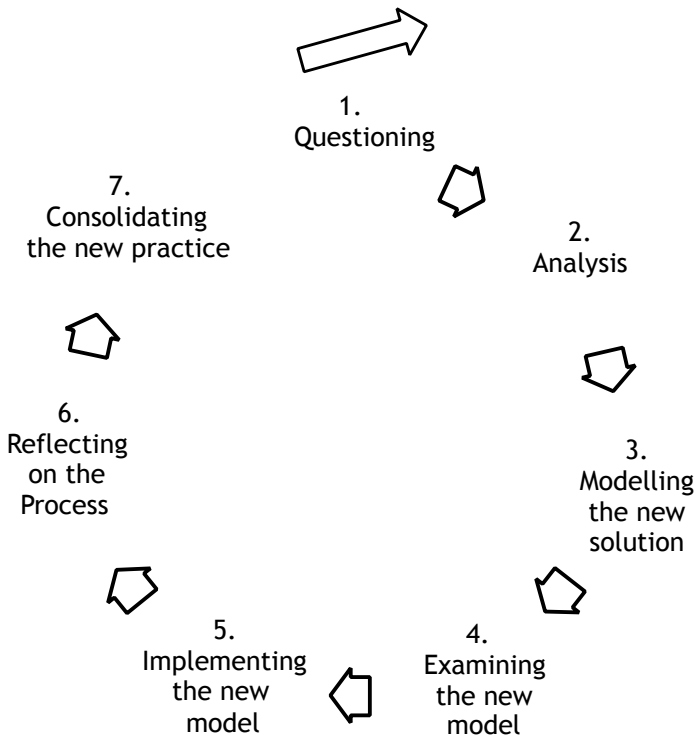 1.
Questioning
2.
Analysis
3.
Modelling
the new
solution
4.
Examining
the new
model
5.
Implementing
the new
model
6.
Reflecting
on the
Process
7.
Consolidating
the new practice